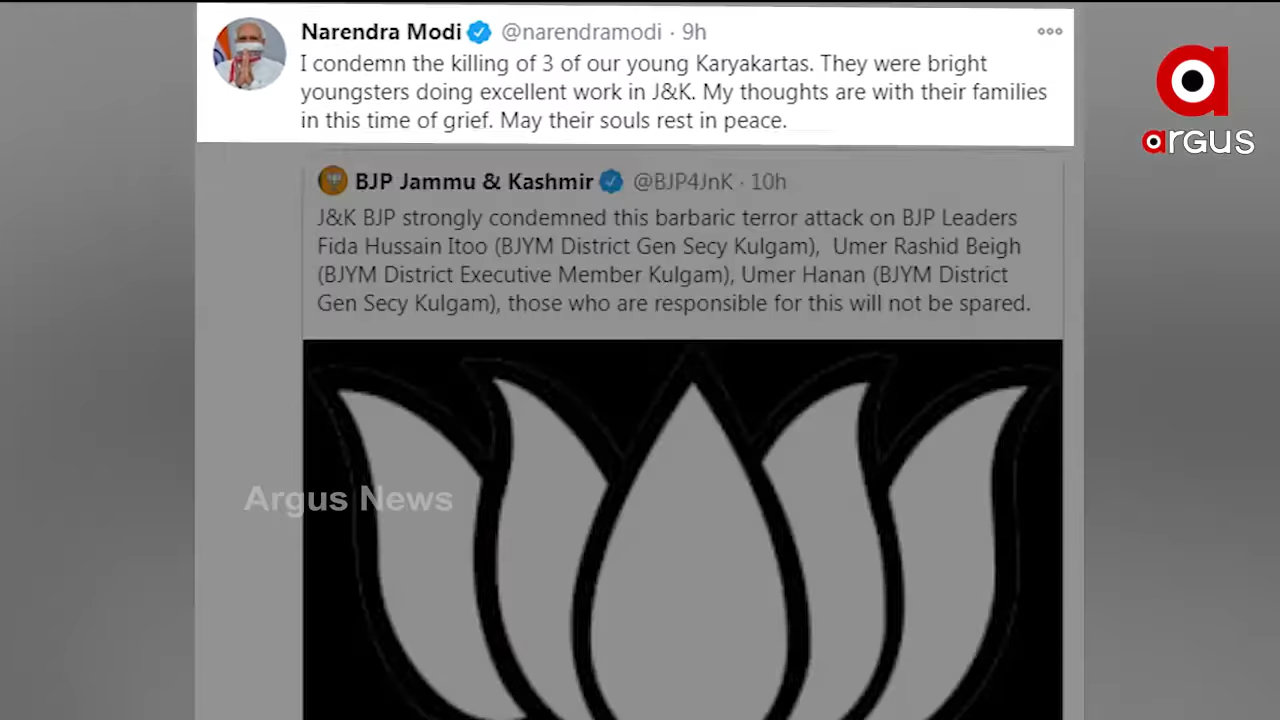 Narendra Modi @narendramodi · 9h
I condemn the killing of 3 of our young Karyakartas. They were bright
youngsters doing excellent work in J&K. My thoughts are with their families
in this time of grief. May their souls rest in peace.
argus
BJP Jammu & Kashmir @BJP4JnK · 10h
J&K BJP strongly condemned this barbaric terror attack on BJP Leaders
Fida Hussain Itoo (BJYM District Gen Secy Kulgam), Umer Rashid Beigh
(BJYM District Executive Member Kulgam), Umer Hanan (BJYM District
Gen Secy Kulgam), those who are responsible for this will not be spared.
Argus News